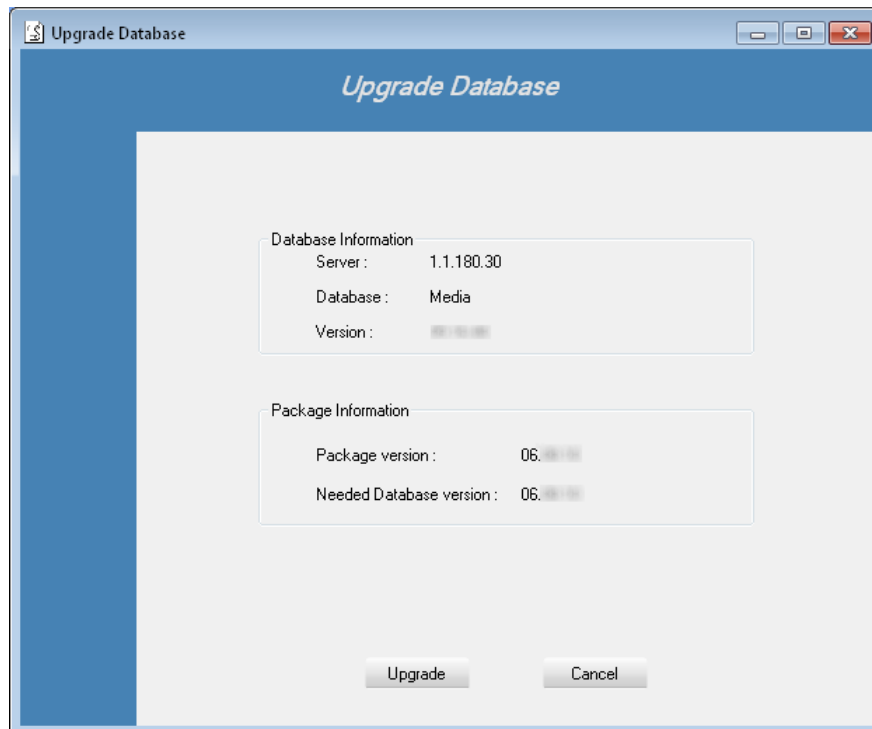 Upgrade Database
Upgrade Database
Database Information
Server : 1.1.180.30
Database : Media
Version :
Package Information
Package version : 06.
Needed Database version : 06.
Upgrade Cancel